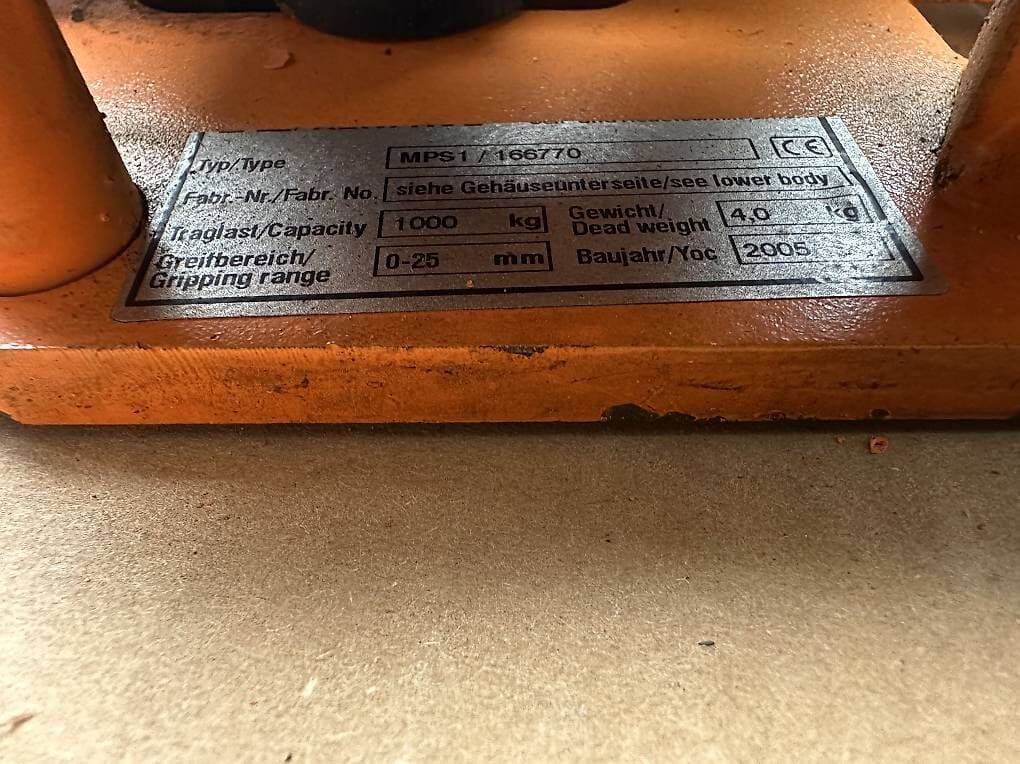 Typ/Type MPS1 / 166770 CE
Fabr.-Nr./Fabr. No. siehe Gehäuseunterseite/see lower body
Traglast/Capacity 1000 kg Gewicht/ Dead weight 4,0 kg
Greifbereich/ Gripping range 0-25 mm Baujahr/Yoc 2005